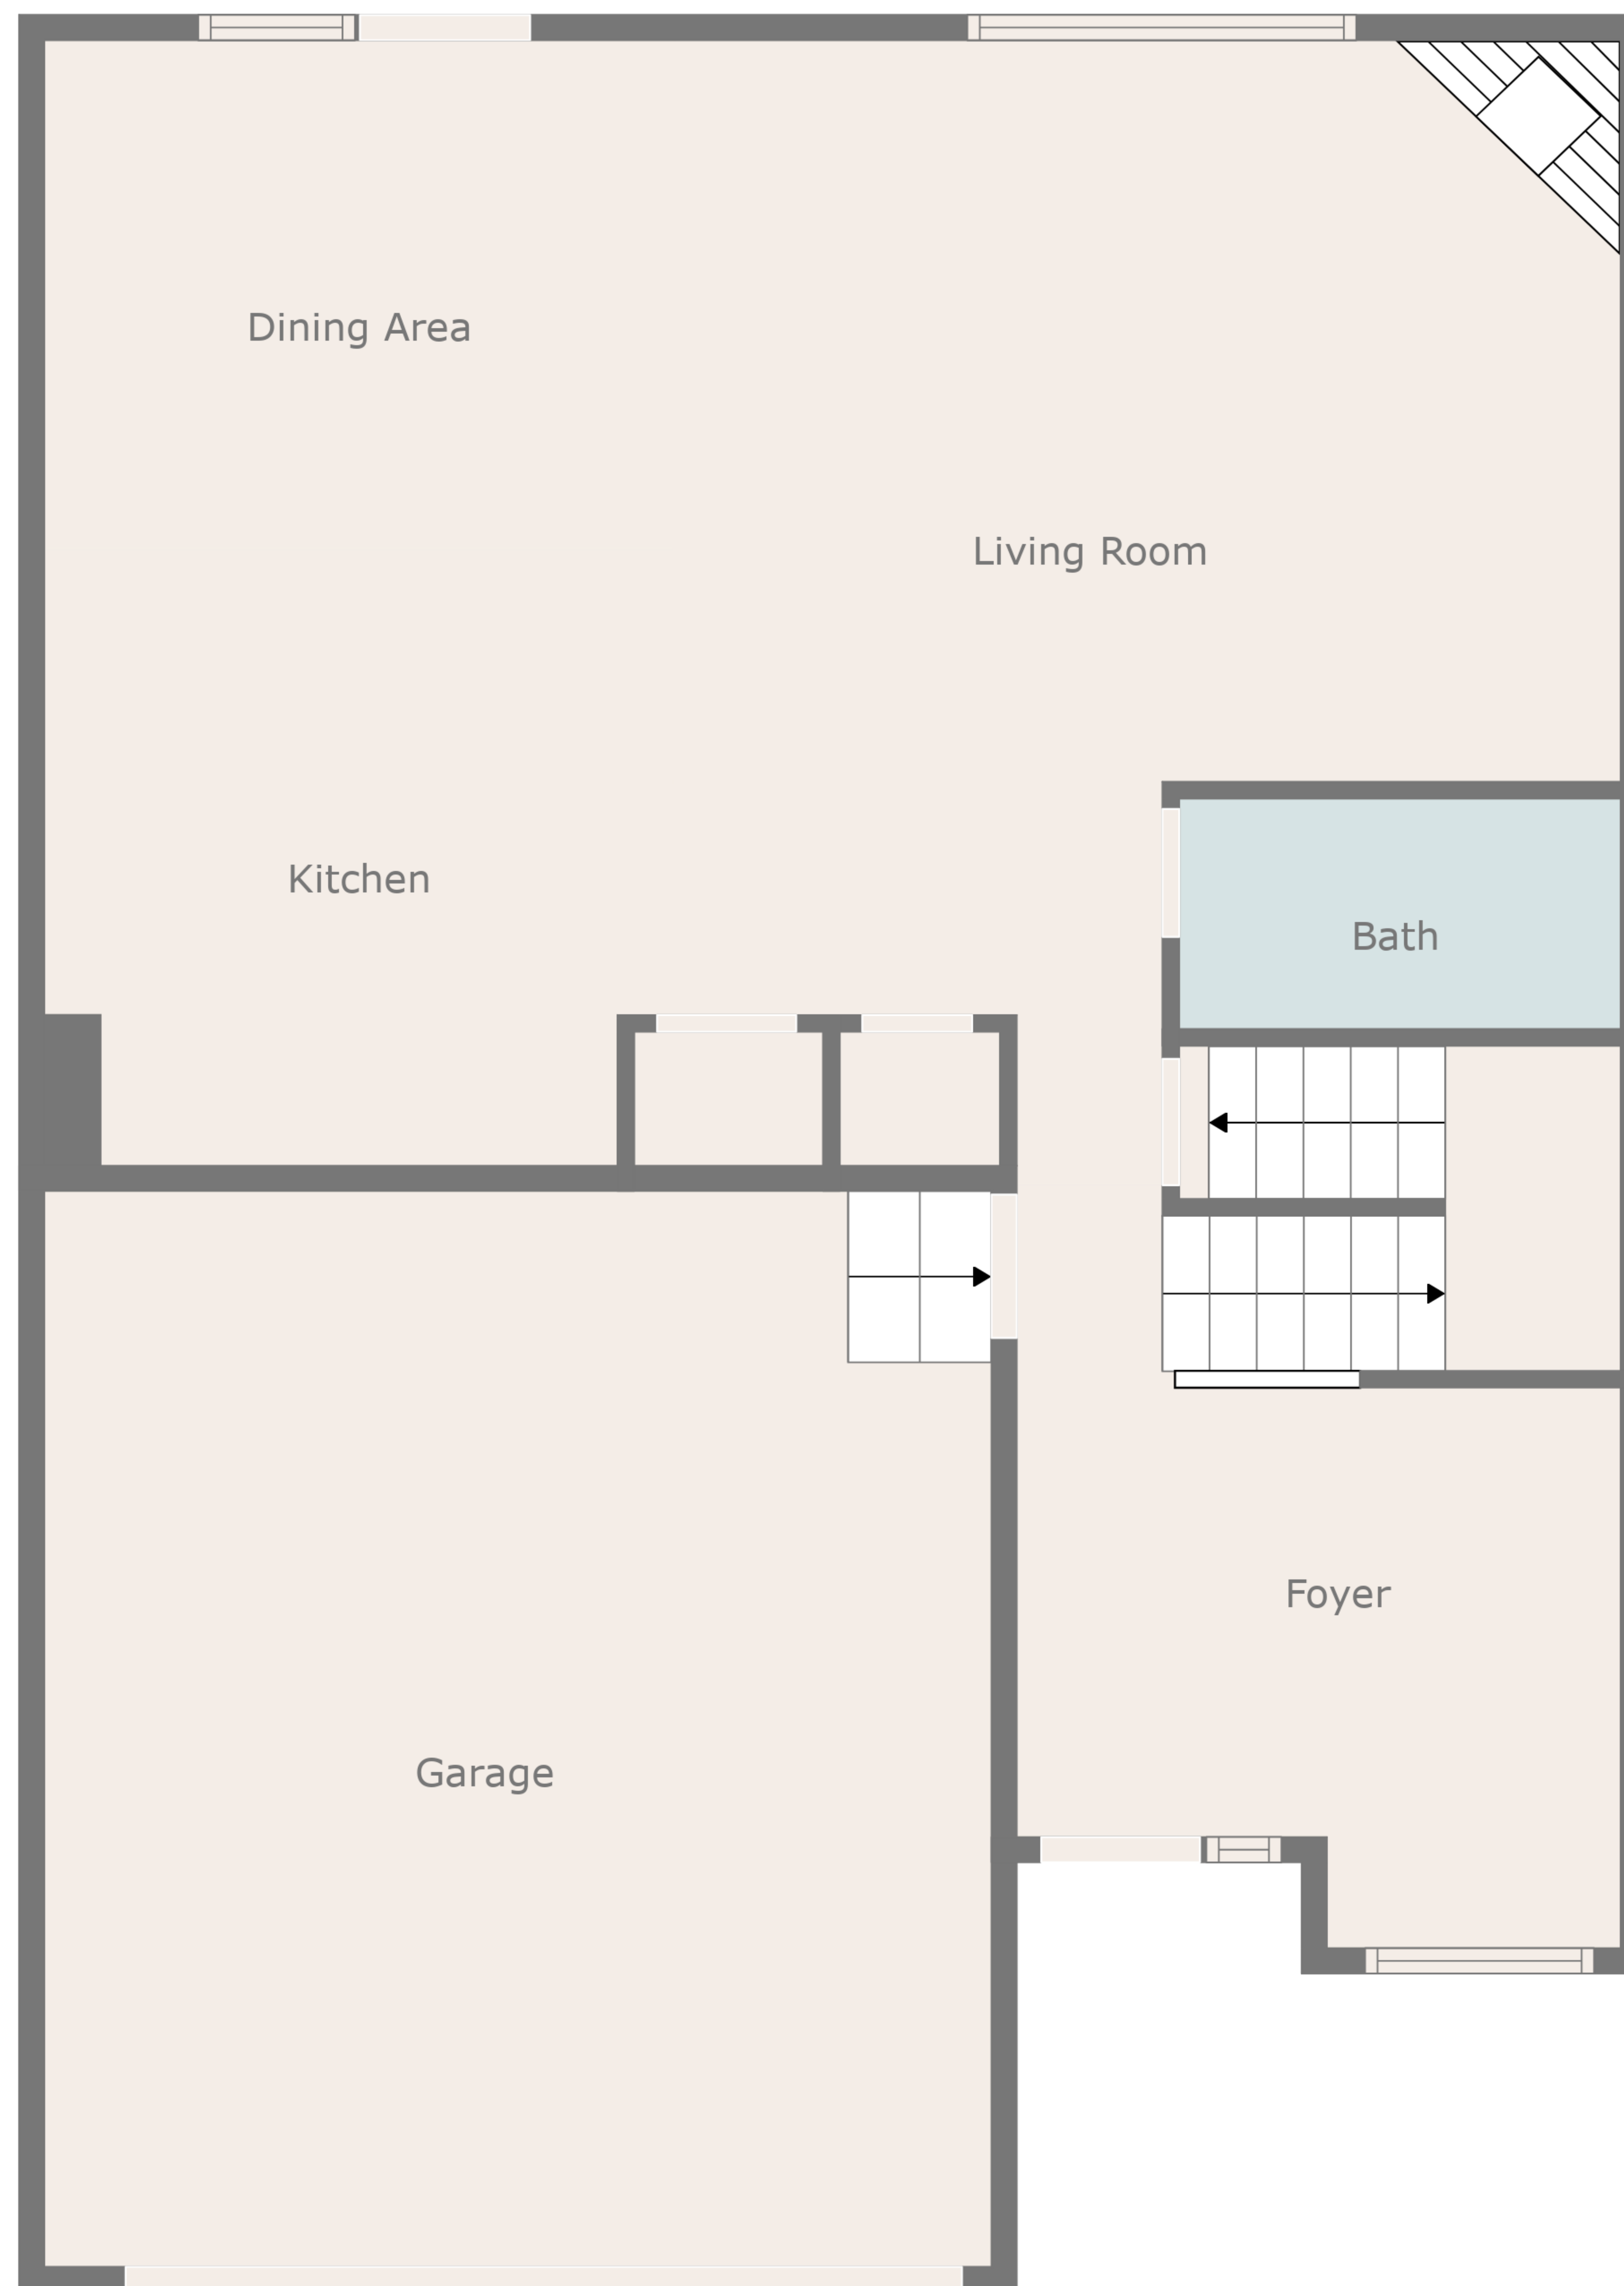 Dining Area
Living Room
Kitchen
Bath
Foyer
Garage